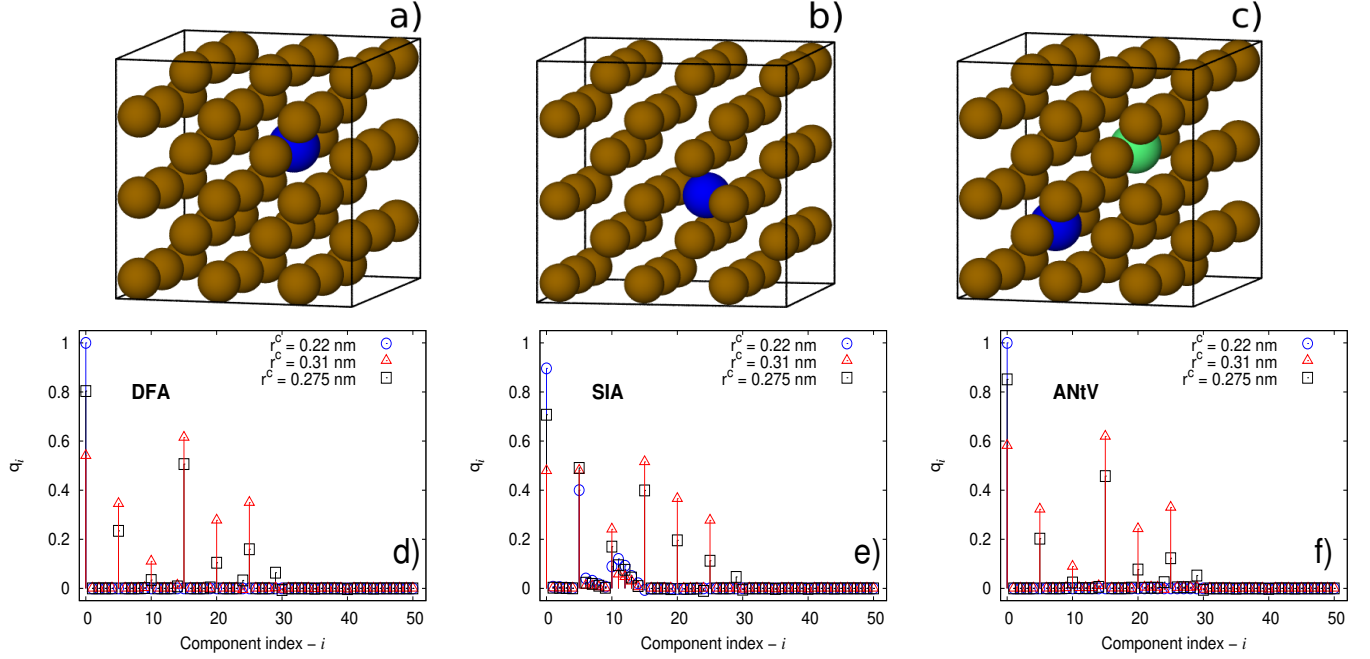 a)
b)
c)
1
0.8
0.6
0.4
0.2
0
q_i
r^c = 0.22 nm
r^c = 0.31 nm
r^c = 0.275 nm
DFA
d)
0 10 20 30 40 50
Component index – i
1
0.8
0.6
0.4
0.2
0
q_i
r^c = 0.22 nm
r^c = 0.31 nm
r^c = 0.275 nm
SIA
e)
0 10 20 30 40 50
Component index – i
1
0.8
0.6
0.4
0.2
0
q_i
r^c = 0.22 nm
r^c = 0.31 nm
r^c = 0.275 nm
ANtV
f)
0 10 20 30 40 50
Component index – i